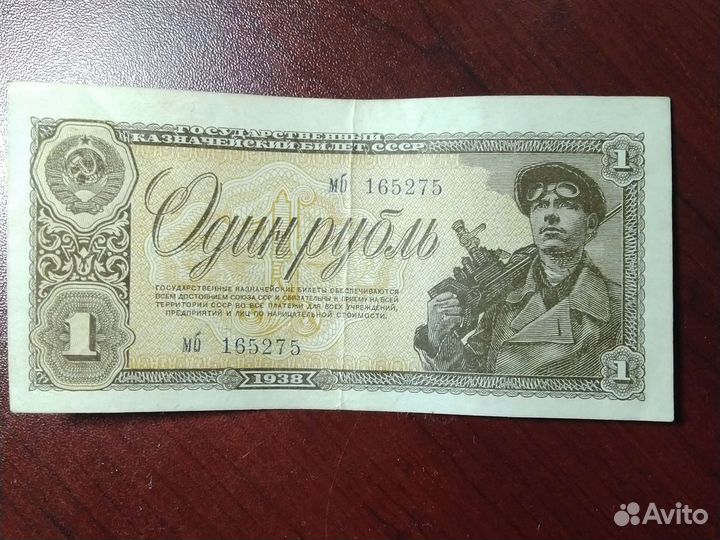 ГОСУДАРСТВЕННЫЙ
КАЗНАЧЕЙСКИЙ БИЛЕТ СССР
1
мб 165275
Один рубль
ГОСУДАРСТВЕННЫЕ КАЗНАЧЕЙСКИЕ БИЛЕТЫ ОБЕСПЕЧИВАЮТСЯ
ВСЕМ ДОСТОЯНИЕМ СОЮЗА ССР И ОБЯЗАТЕЛЬНЫ К ПРИЕМУ НА ВСЕЙ
ТЕРРИТОРИИ СССР ВО ВСЕ ПЛАТЕЖИ ДЛЯ ВСЕХ УЧРЕЖДЕНИЙ,
ПРЕДПРИЯТИЙ И ЛИЦ ПО НАРИЦАТЕЛЬНОЙ СТОИМОСТИ.
1
мб 165275
1938
1
Avito